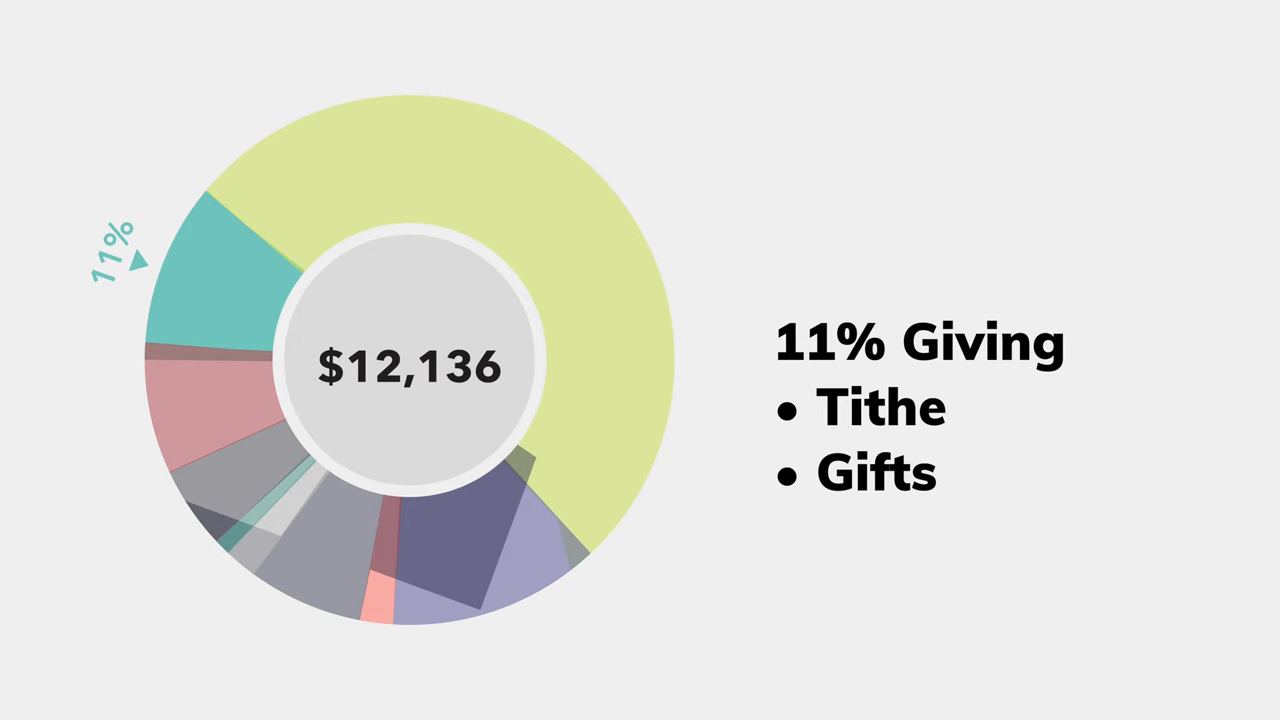 11%
$12,136
11% Giving
• Tithe
• Gifts